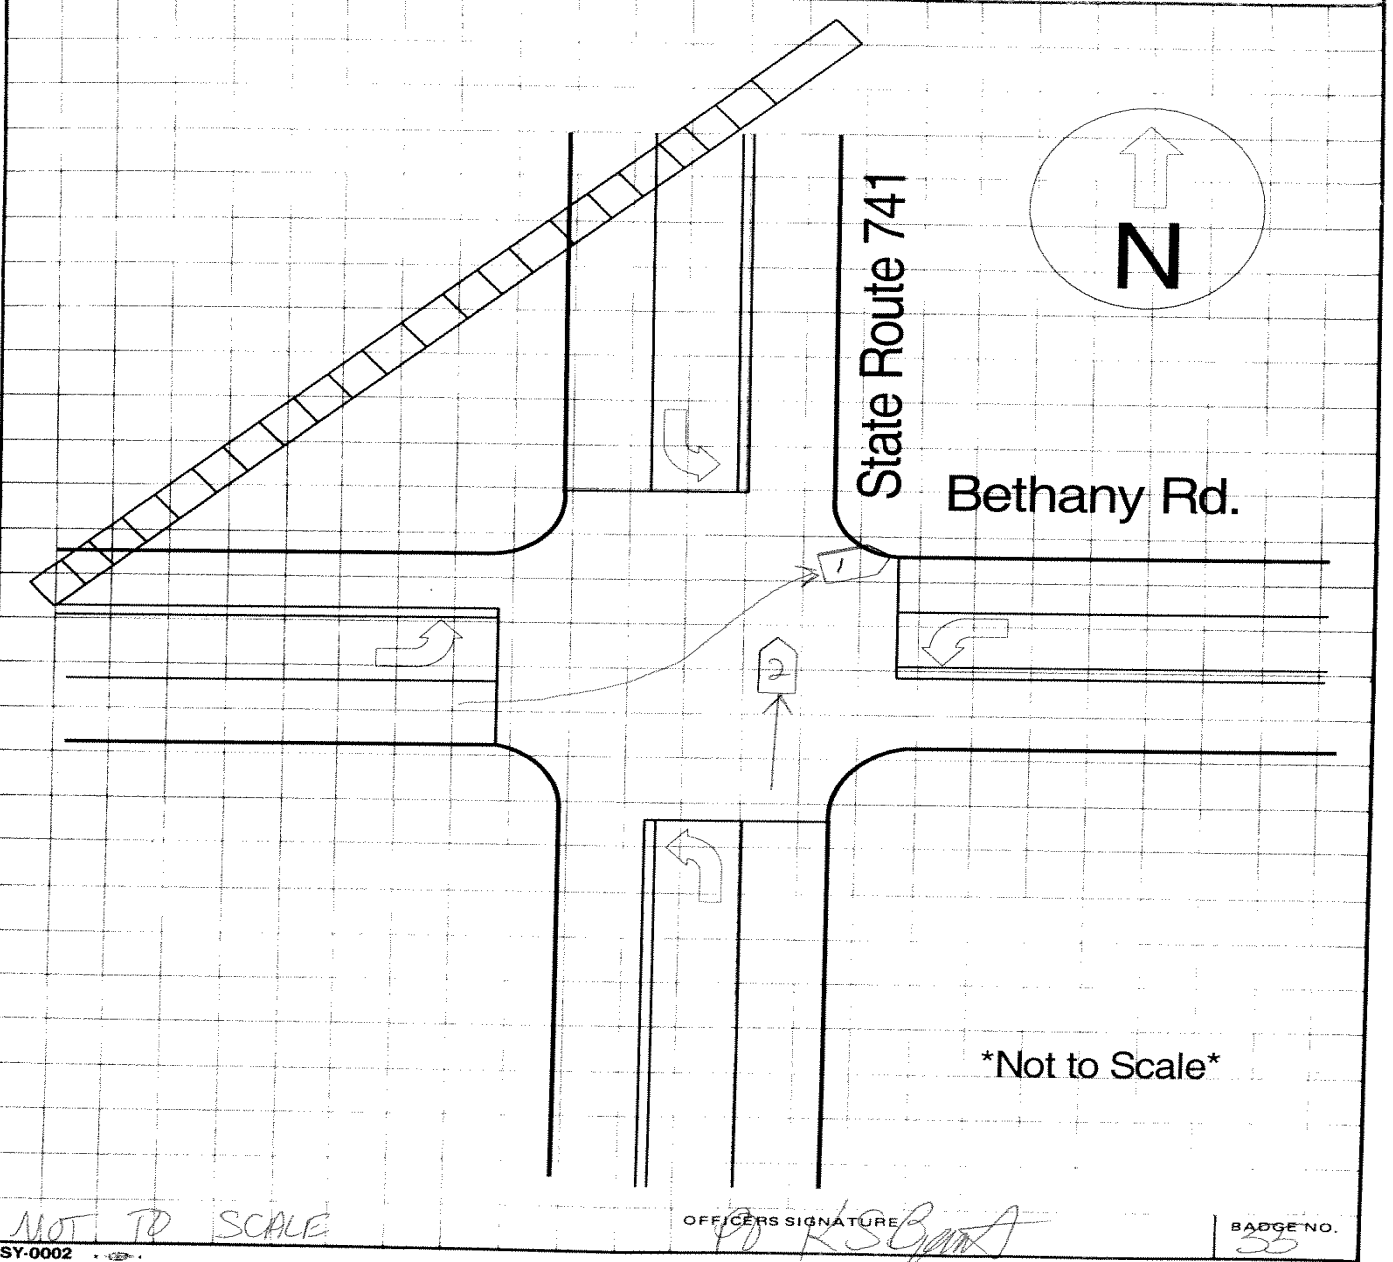 State Route 741
N
Bethany Rd.
1
2
*Not to Scale*
NOT TO SCALE
OFFICERS SIGNATURE PO
BADGE NO.
SY-0002